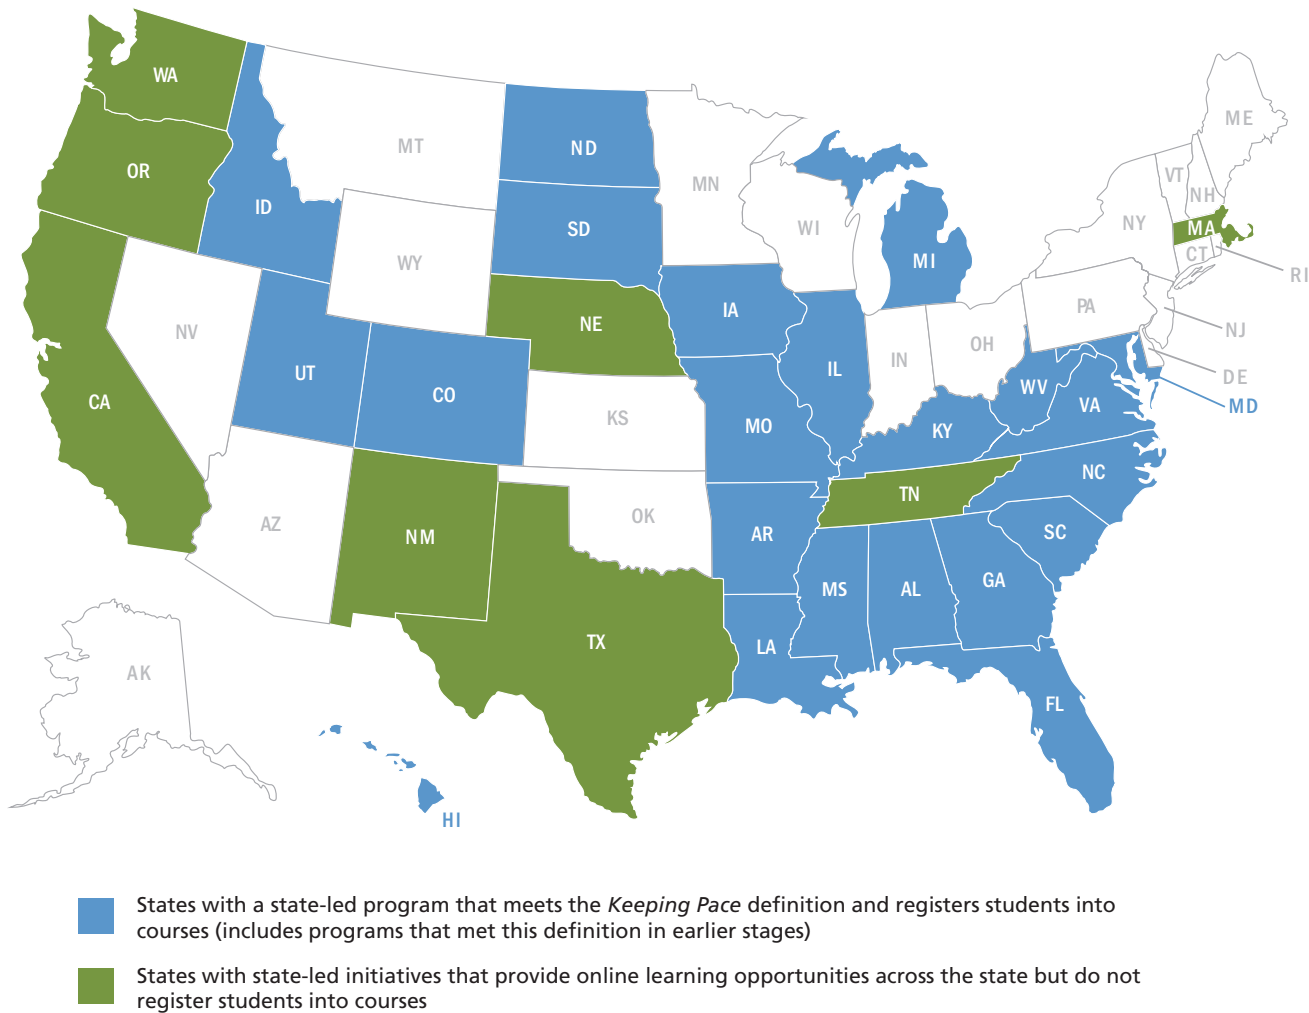 WA
MT
ND
MN
ME
OR
VT
NH
ID
SD
WI
NY
MA
CT
RI
WY
MI
PA
NV
NE
IA
OH
NJ
IN
DE
UT
CO
IL
WV
MD
CA
KS
MO
KY
VA
NC
TN
AZ
NM
OK
AR
SC
MS
AL
GA
TX
LA
AK
FL
HI
States with a state-led program that meets the Keeping Pace definition and registers students into
courses (includes programs that met this definition in earlier stages)
States with state-led initiatives that provide online learning opportunities across the state but do not
register students into courses